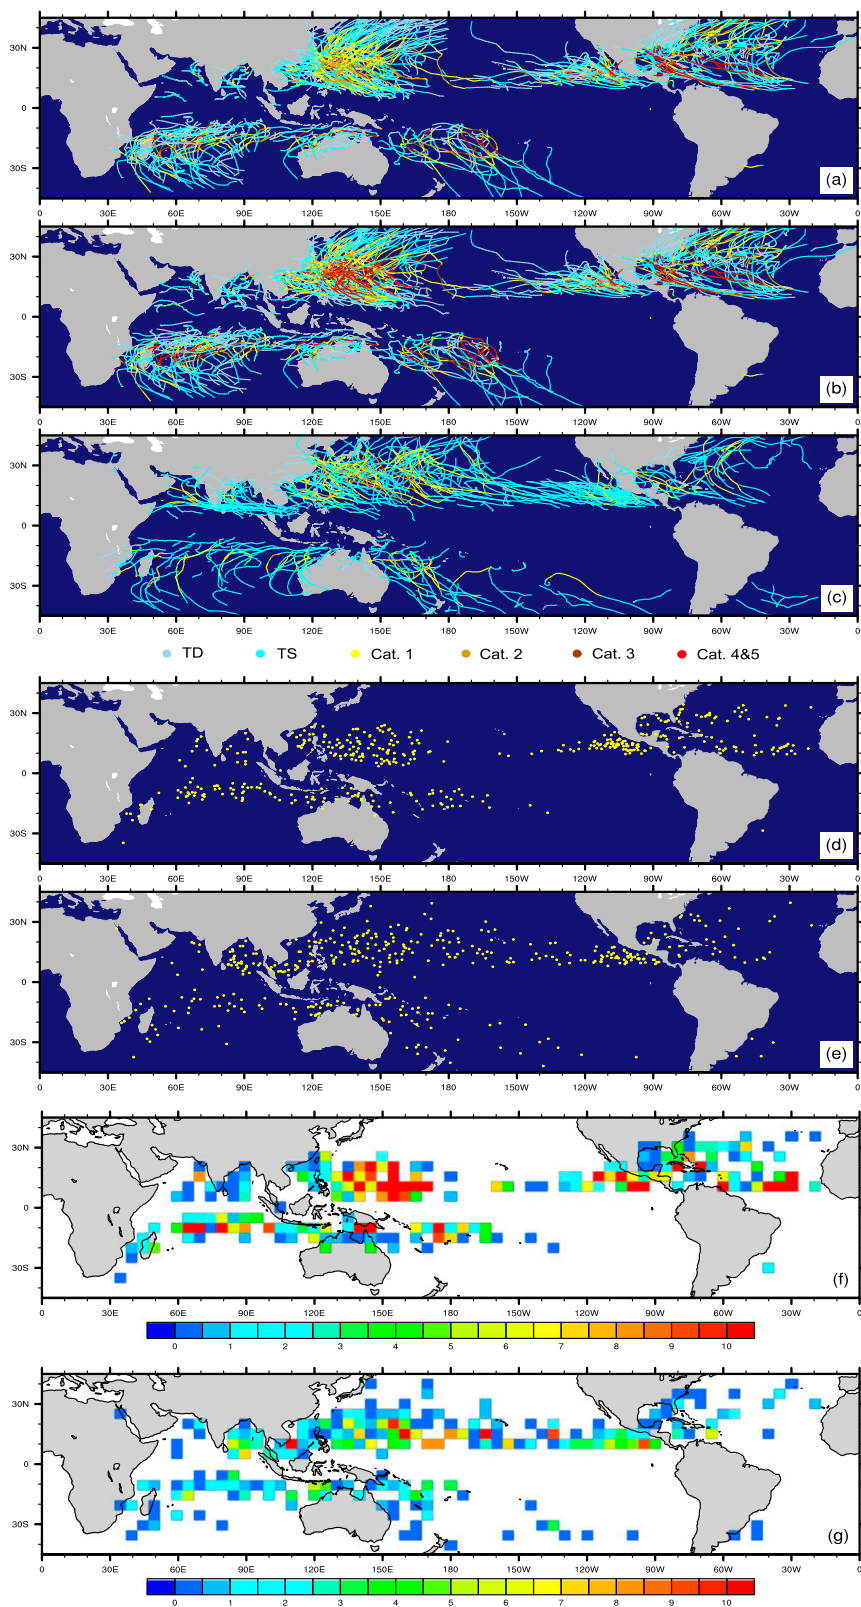 30N
0
30S
(a)
0 30E 60E 90E 120E 150E 180 150W 120W 90W 60W 30W 0
30N
0
30S
(b)
0 30E 60E 90E 120E 150E 180 150W 120W 90W 60W 30W 0
30N
0
30S
(c)
0 30E 60E 90E 120E 150E 180 150W 120W 90W 60W 30W 0
TD TS Cat. 1 Cat. 2 Cat. 3 Cat. 4&5
30N
0
30S
(d)
0 30E 60E 90E 120E 150E 180 150W 120W 90W 60W 30W 0
30N
0
30S
(e)
0 30E 60E 90E 120E 150E 180 150W 120W 90W 60W 30W 0
30N
0
30S
(f)
0 30E 60E 90E 120E 150E 180 150W 120W 90W 60W 30W 0
0 1 2 3 4 5 6 7 8 9 10
30N
0
30S
(g)
0 30E 60E 90E 120E 150E 180 150W 120W 90W 60W 30W 0
0 1 2 3 4 5 6 7 8 9 10